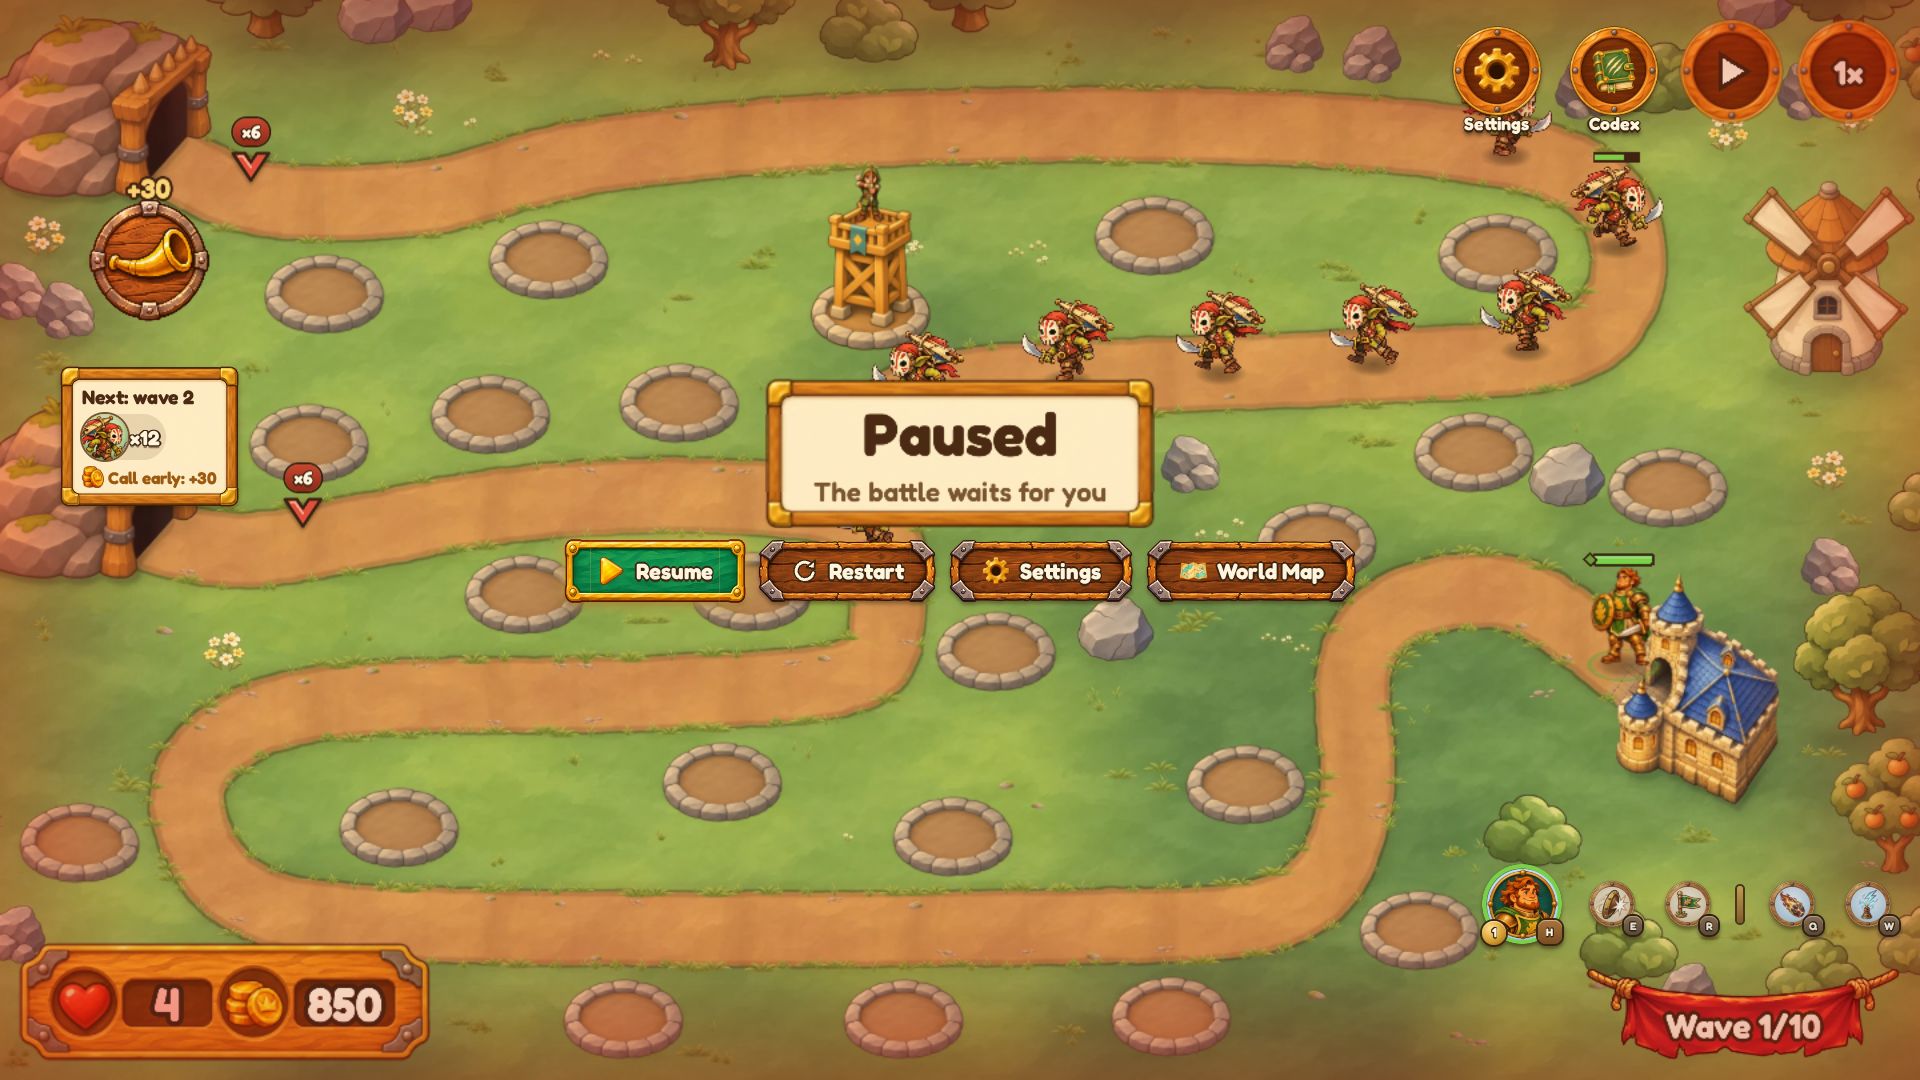 Settings
Codex
1x
x6
+30
Next: wave 2
x12
Call early: +30
x6
Paused
The battle waits for you
Resume
Restart
Settings
World Map
1
H
E
R
Q
W
4
850
Wave 1/10